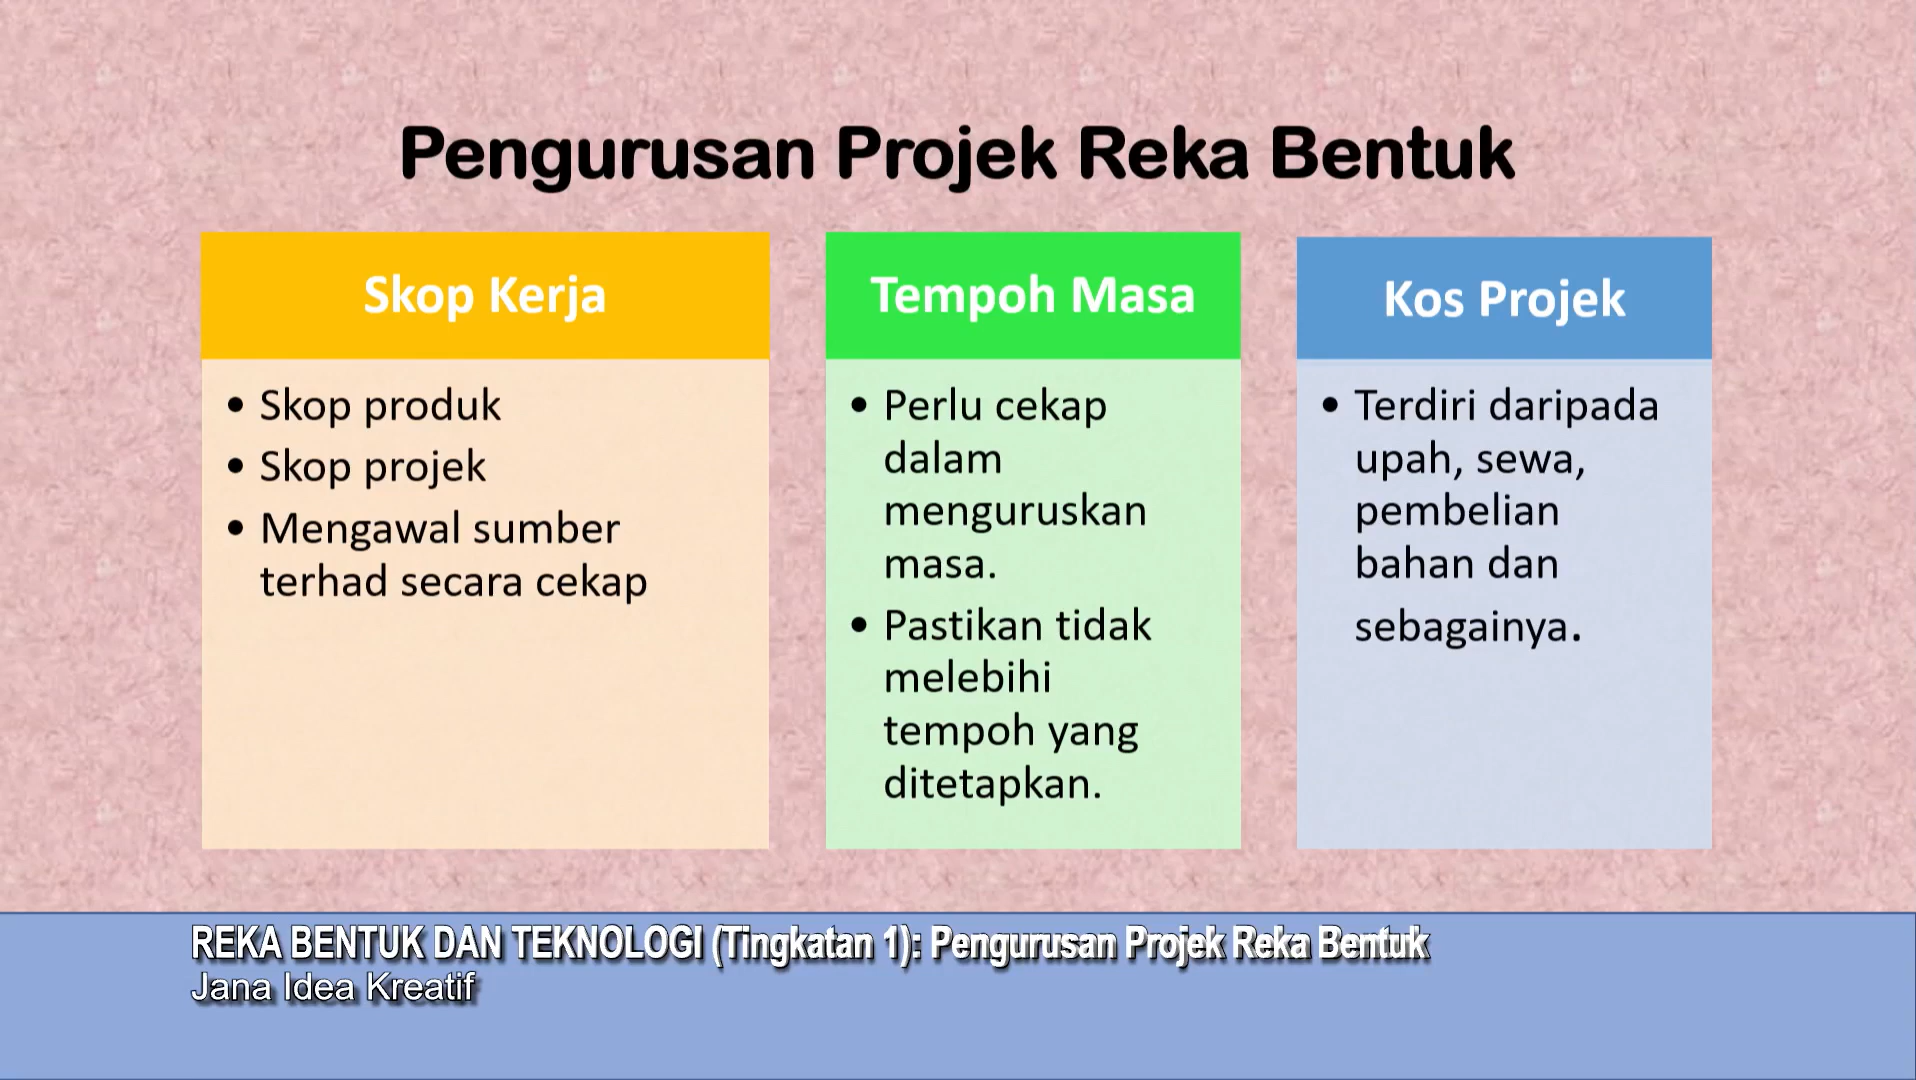 Pengurusan Projek Reka Bentuk
Skop Kerja
• Skop produk
• Skop projek
• Mengawal sumber
terhad secara cekap
Tempoh Masa
• Perlu cekap
dalam
menguruskan
masa.
• Pastikan tidak
melebihi
tempoh yang
ditetapkan.
Kos Projek
• Terdiri daripada
upah, sewa,
pembelian
bahan dan
sebagainya.
REKA BENTUK DAN TEKNOLOGI (Tingkatan 1): Pengurusan Projek Reka Bentuk
Jana Idea Kreatif